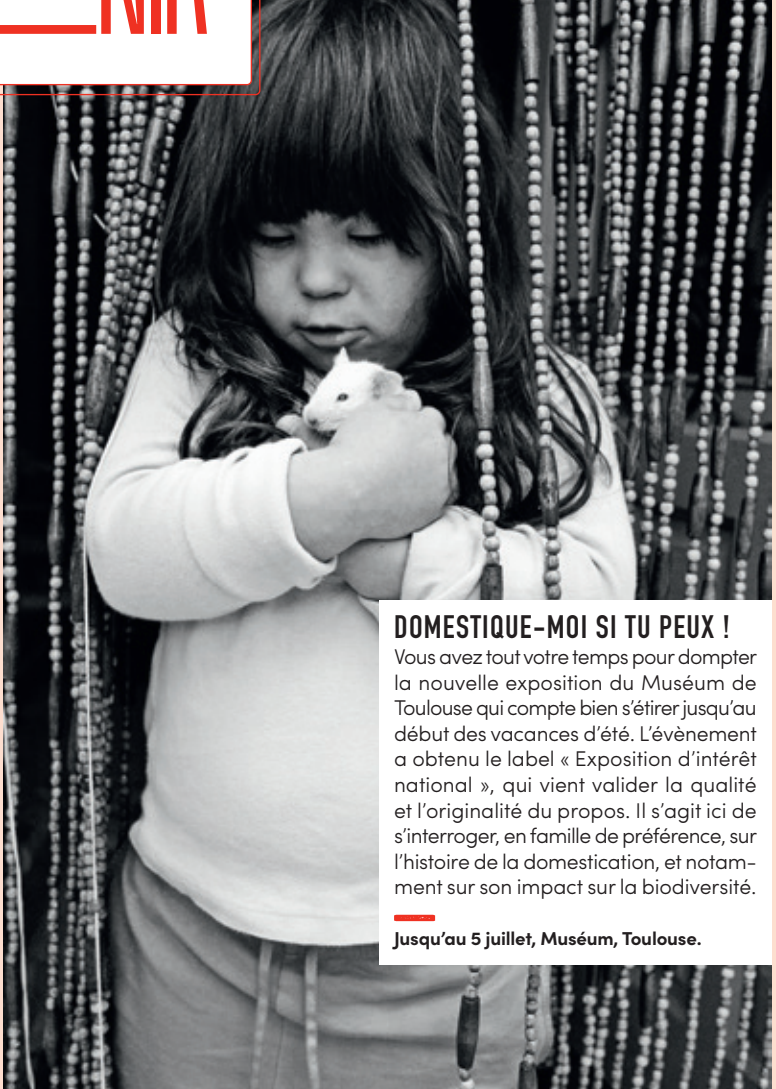 DOMESTIQUE-MOI SI TU PEUX !
Vous avez tout votre temps pour dompter
la nouvelle exposition du Muséum de
Toulouse qui compte bien s’étirer jusqu’au
début des vacances d’été. L’évènement
a obtenu le label « Exposition d’intérêt
national », qui vient valider la qualité
et l’originalité du propos. Il s’agit ici de
s’interroger, en famille de préférence, sur
l’histoire de la domestication, et notam-
ment sur son impact sur la biodiversité.
Jusqu’au 5 juillet, Muséum, Toulouse.